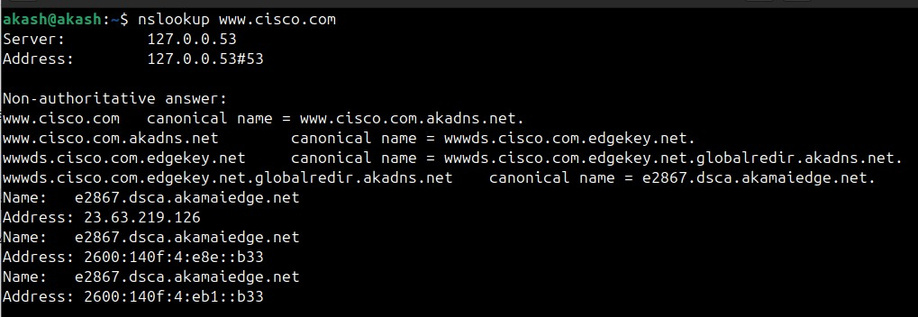 akash@akash:~$ nslookup www.cisco.com
Server:         127.0.0.53
Address:        127.0.0.53#53

Non-authoritative answer:
www.cisco.com   canonical name = www.cisco.com.akadns.net.
www.cisco.com.akadns.net        canonical name = wwwds.cisco.com.edgekey.net.
wwwds.cisco.com.edgekey.net     canonical name = wwwds.cisco.com.edgekey.net.globalredir.akadns.net.
wwwds.cisco.com.edgekey.net.globalredir.akadns.net    canonical name = e2867.dsca.akamaiedge.net.
Name:   e2867.dsca.akamaiedge.net
Address: 23.63.219.126
Name:   e2867.dsca.akamaiedge.net
Address: 2600:140f:4:e8e::b33
Name:   e2867.dsca.akamaiedge.net
Address: 2600:140f:4:eb1::b33